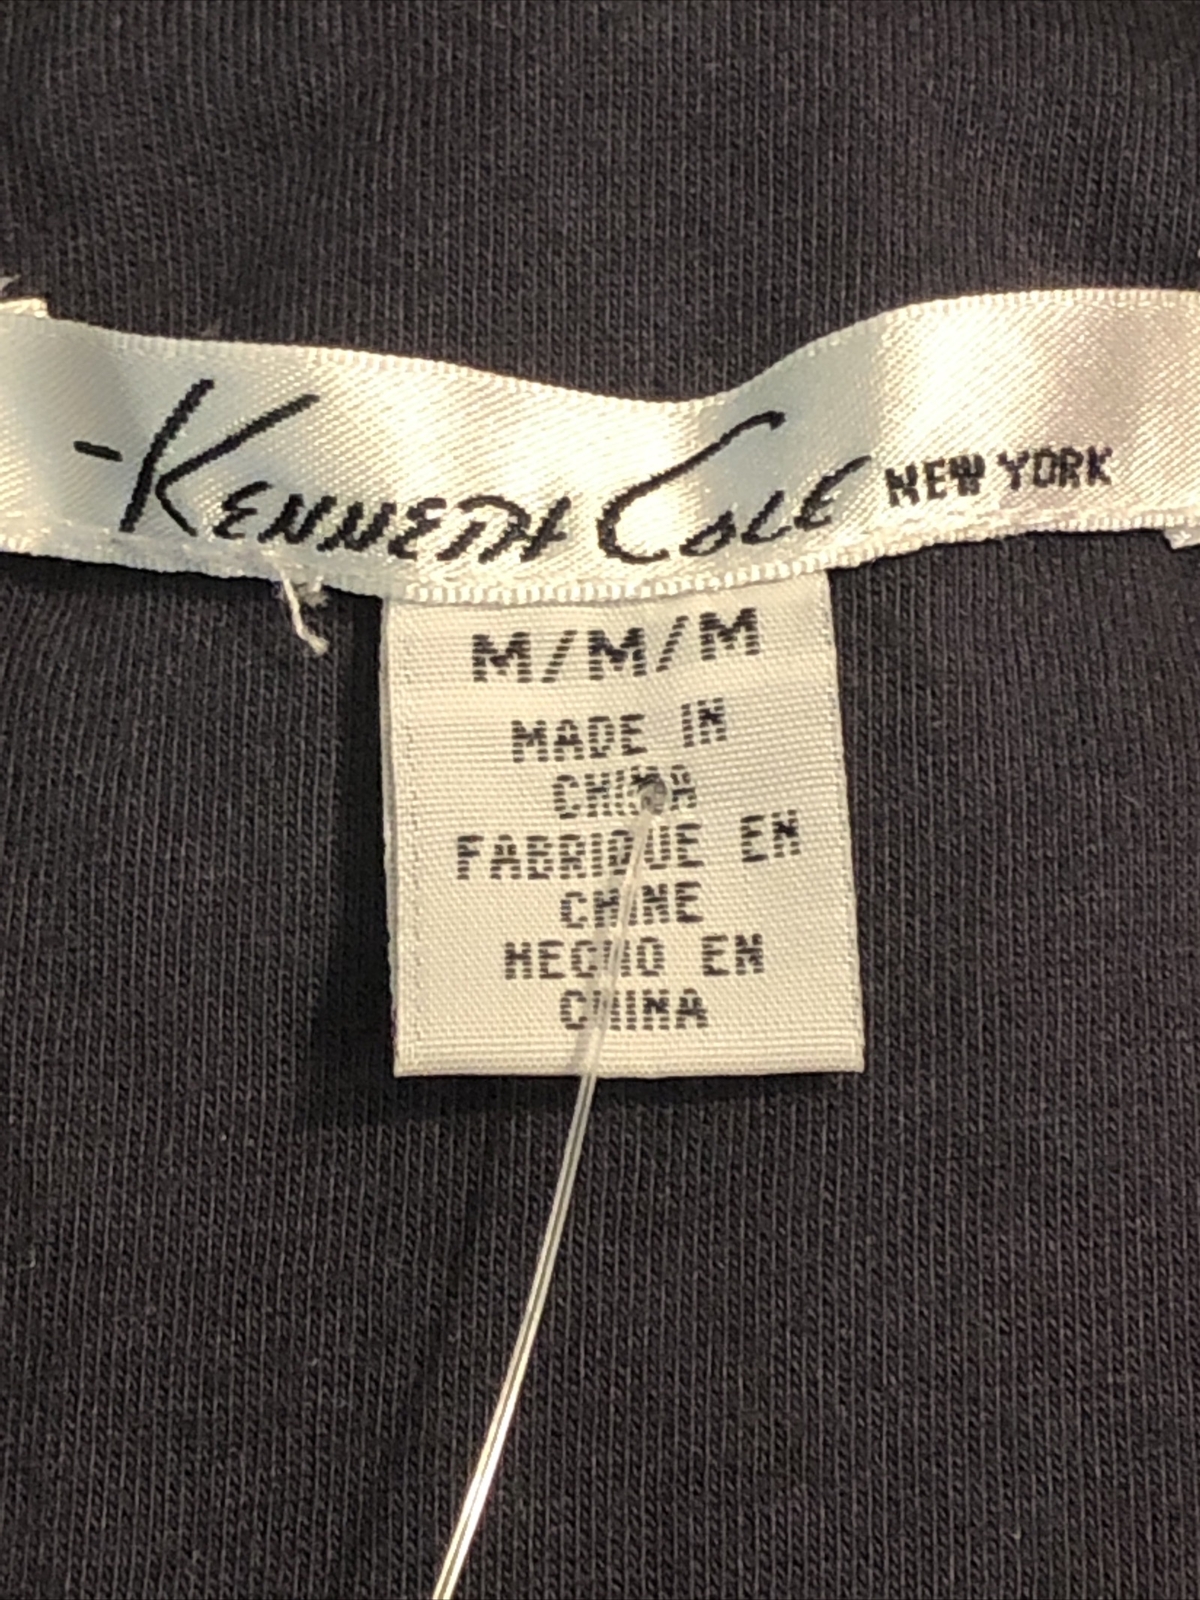 -Kenneth Cole NEW YORK
M/M/M
MADE IN
CHINA
FABRIQUE EN
CHINE
HECHO EN
CHINA